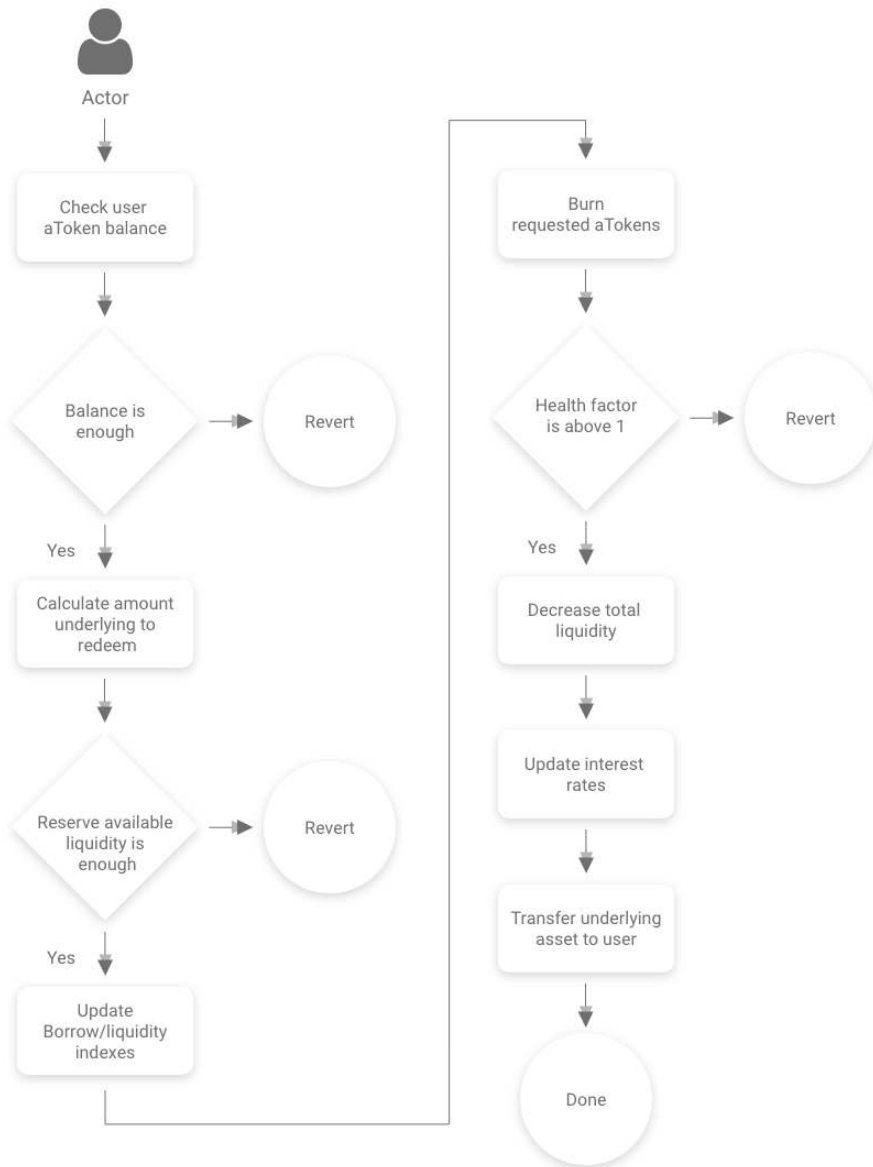 Actor
Check user
aToken balance
Balance is
enough
Revert
Yes
Calculate amount
underlying to
redeem
Reserve available
liquidity is
enough
Revert
Yes
Update
Borrow/liquidity
indexes
Burn
requested aTokens
Health factor
is above 1
Revert
Yes
Decrease total
liquidity
Update interest
rates
Transfer underlying
asset to user
Done